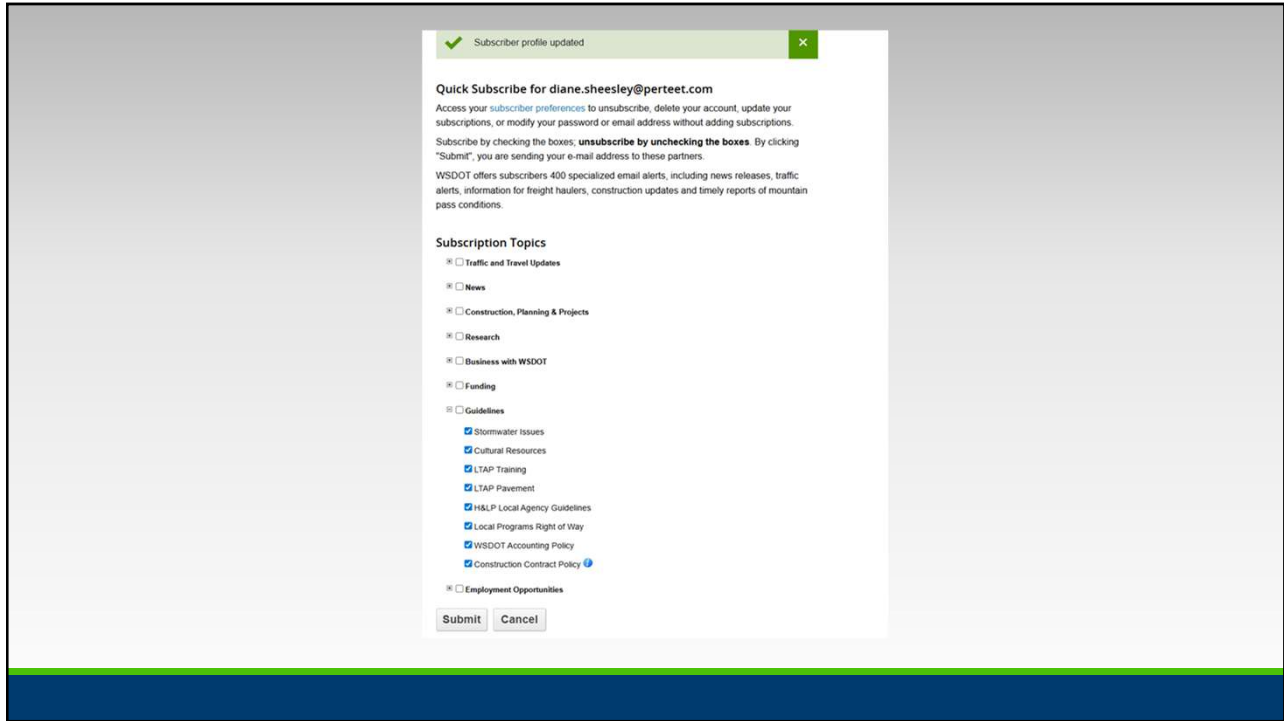 Subscriber profile updated
Quick Subscribe for diane.sheesley@perteet.com
Access your subscriber preferences to unsubscribe, delete your account, update your
subscriptions, or modify your password or email address without adding subscriptions.
Subscribe by checking the boxes; unsubscribe by unchecking the boxes. By clicking
"Submit", you are sending your e-mail address to these partners.
WSDOT offers subscribers 400 specialized email alerts, including news releases, traffic
alerts, information for freight haulers, construction updates and timely reports of mountain
pass conditions.
Subscription Topics
Traffic and Travel Updates
News
Construction, Planning & Projects
Research
Business with WSDOT
Funding
Guidelines
Stormwater Issues
Cultural Resources
LTAP Training
LTAP Pavement
H&LP Local Agency Guidelines
Local Programs Right of Way
WSDOT Accounting Policy
Construction Contract Policy
Employment Opportunities
Submit Cancel